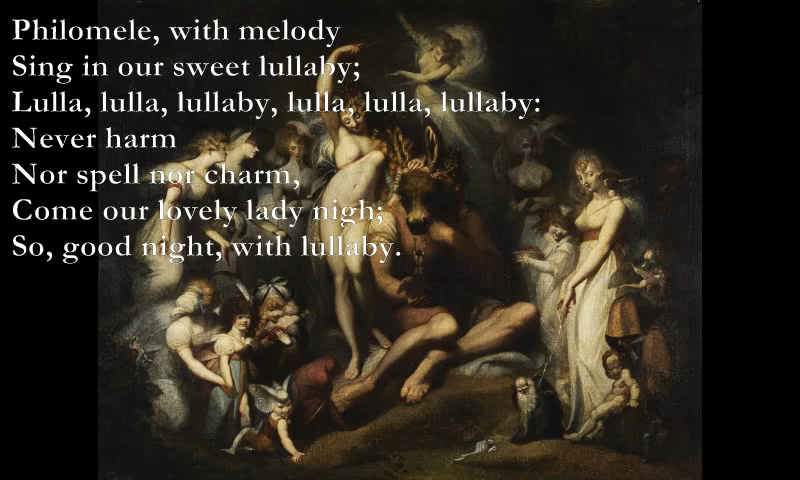 Philomele, with melody
Sing in our sweet lullaby;
Lulla, lulla, lullaby, lulla, lulla, lullaby:
Never harm
Nor spell nor charm,
Come our lovely lady nigh;
So, good night, with lullaby.